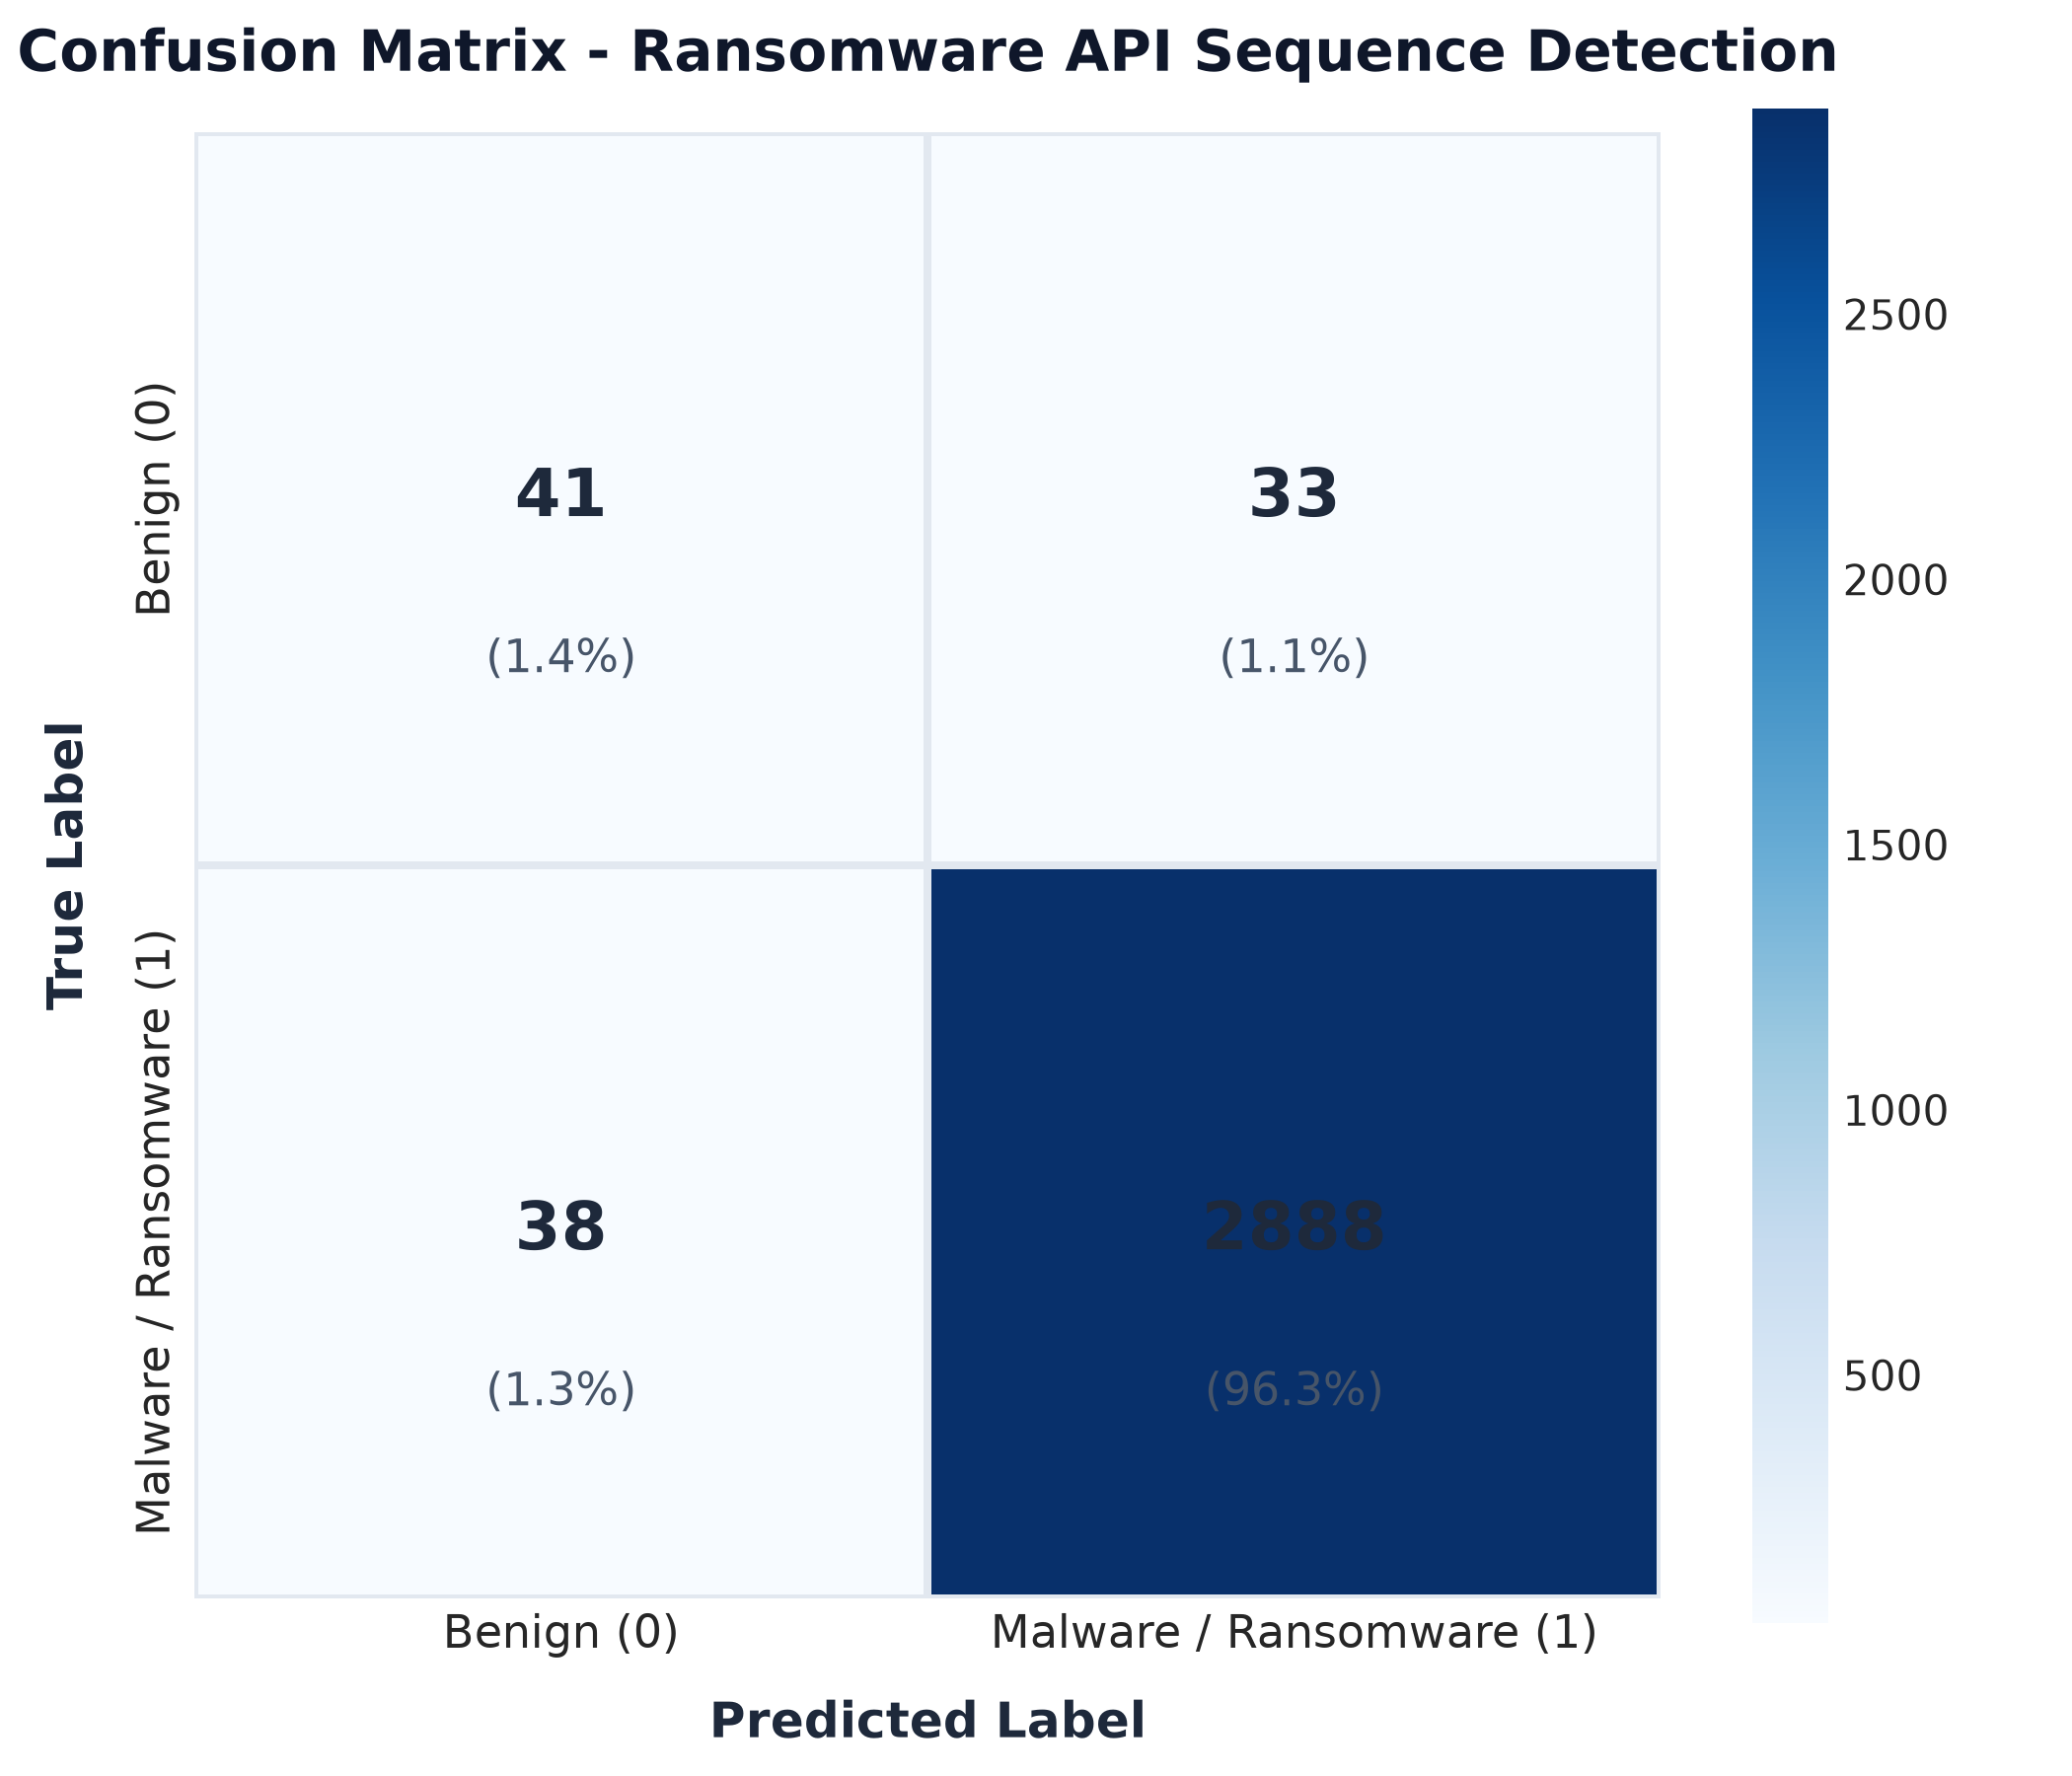 Confusion Matrix - Ransomware API Sequence Detection
True Label
Benign (0)
41
(1.4%)
33
(1.1%)
Malware / Ransomware (1)
38
(1.3%)
2888
(96.3%)
Benign (0)
Malware / Ransomware (1)
Predicted Label
2500
2000
1500
1000
500